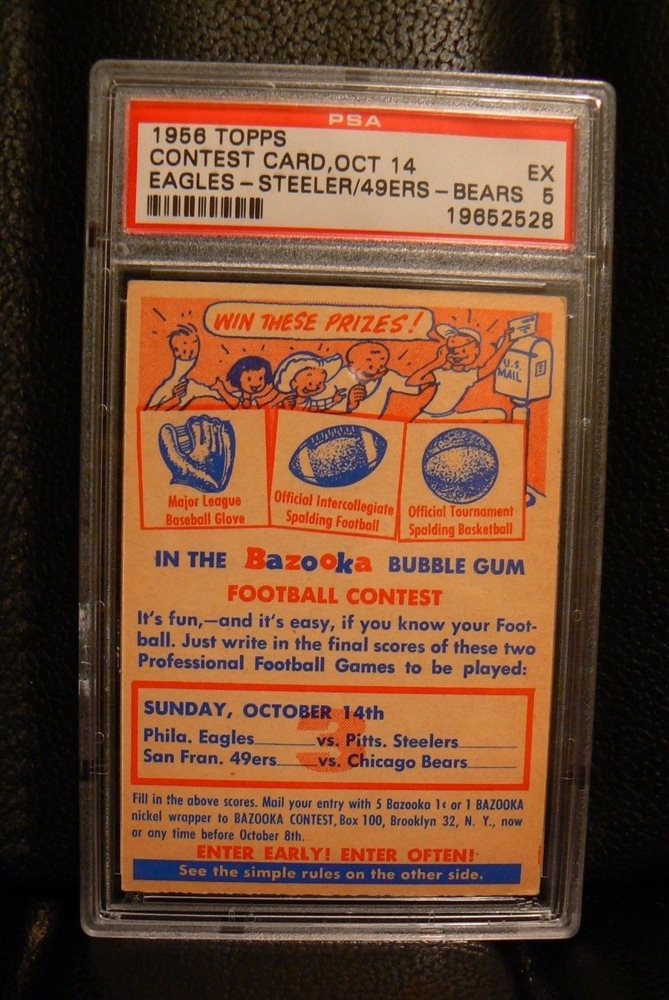 PSA
1956 TOPPS
CONTEST CARD,OCT 14 EX
EAGLES-STEELER/49ERS-BEARS 5
19652528
WIN THESE PRIZES!
U.S.
MAIL
Major League
Baseball Glove
Official Intercollegiate
Spalding Football
Official Tournament
Spalding Basketball
IN THE Bazooka BUBBLE GUM
FOOTBALL CONTEST
It's fun,—and it's easy, if you know your Foot-
ball. Just write in the final scores of these two
Professional Football Games to be played:
3
SUNDAY, OCTOBER 14th
Phila. Eagles______vs. Pitts. Steelers______
San Fran. 49ers______vs. Chicago Bears______
Fill in the above scores. Mail your entry with 5 Bazooka 1¢ or 1 BAZOOKA
nickel wrapper to BAZOOKA CONTEST, Box 100, Brooklyn 32, N. Y., now
or any time before October 8th.
ENTER EARLY! ENTER OFTEN!
See the simple rules on the other side.